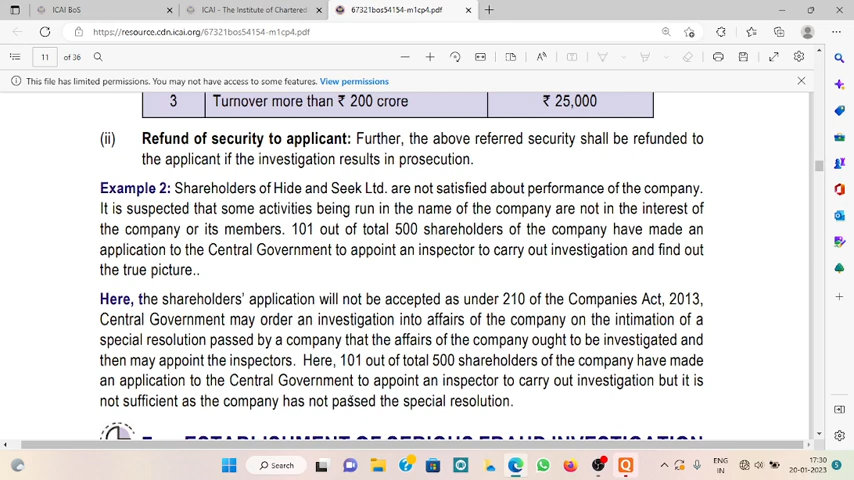 ICAI BoS
ICAI - The Institute of Chartered
67321bos54154-m1cp4.pdf
https://resource.cdn.icai.org/67321bos54154-m1cp4.pdf
11 of 36
This file has limited permissions. You may not have access to some features. View permissions
3 Turnover more than ₹ 200 crore ₹ 25,000
(ii) Refund of security to applicant: Further, the above referred security shall be refunded to
the applicant if the investigation results in prosecution.
Example 2: Shareholders of Hide and Seek Ltd. are not satisfied about performance of the company.
It is suspected that some activities being run in the name of the company are not in the interest of
the company or its members. 101 out of total 500 shareholders of the company have made an
application to the Central Government to appoint an inspector to carry out investigation and find out
the true picture..
Here, the shareholders' application will not be accepted as under 210 of the Companies Act, 2013,
Central Government may order an investigation into affairs of the company on the intimation of a
special resolution passed by a company that the affairs of the company ought to be investigated and
then may appoint the inspectors. Here, 101 out of total 500 shareholders of the company have made
an application to the Central Government to appoint an inspector to carry out investigation but it is
not sufficient as the company has not passed the special resolution.
ESTABLISHMENT OF SERIOUS FRAUD INVESTIGATION
Search
ENG
IN
17:30
20-01-2023